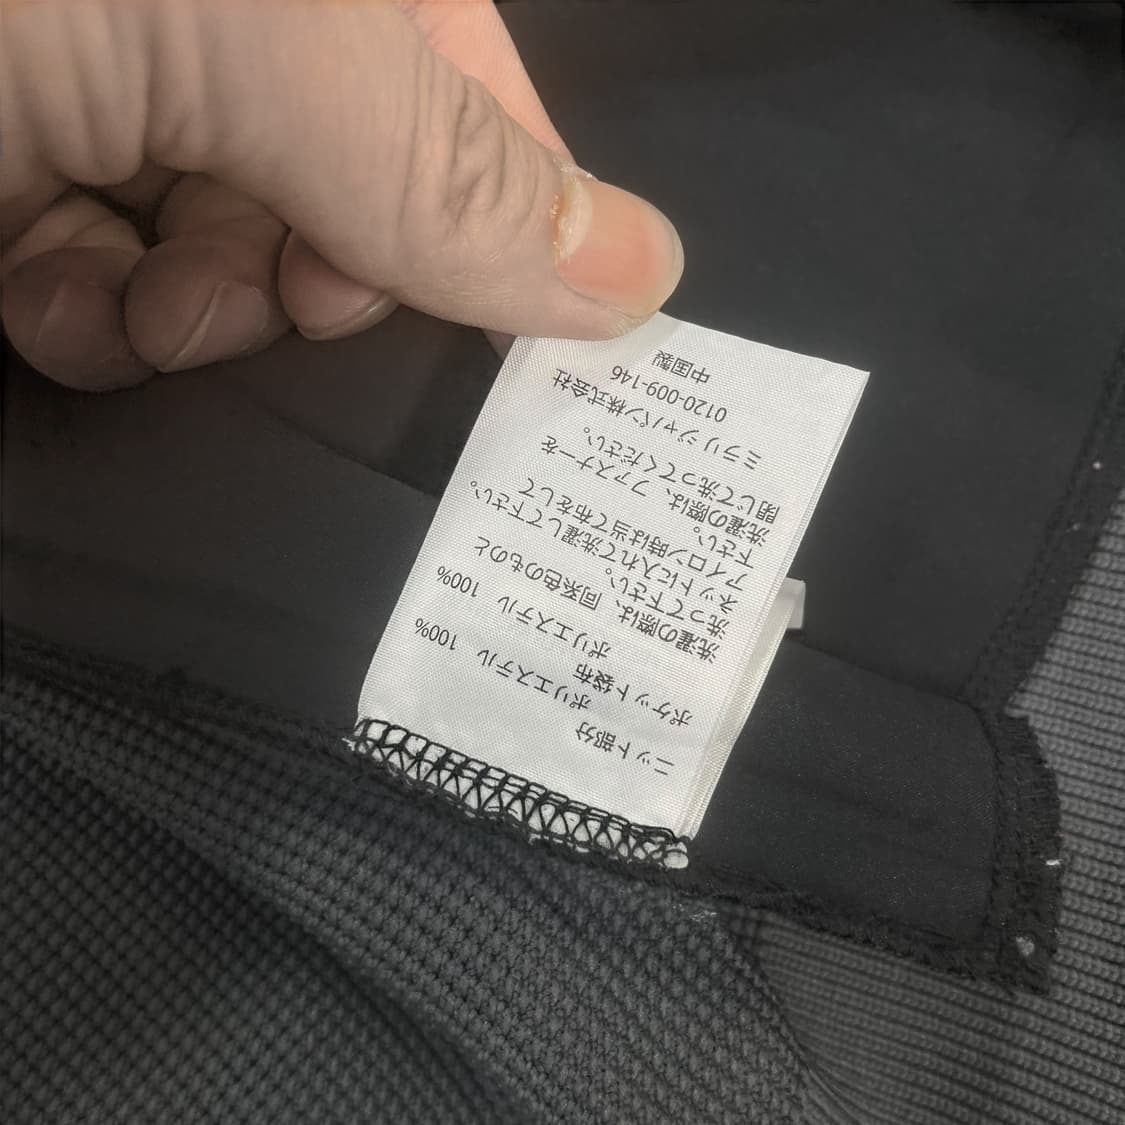 ニット部分
ポリエステル 100%
ポケット袋布
ポリエステル 100%
洗濯の際は、同系色のものと
洗って下さい。
ネットに入れて洗濯して下さい。
アイロン時は当て布をして
下さい。
洗濯の際は、ファスナーを
閉じて洗ってください。
ミラリジャパン株式会社
0120-009-146
中国製